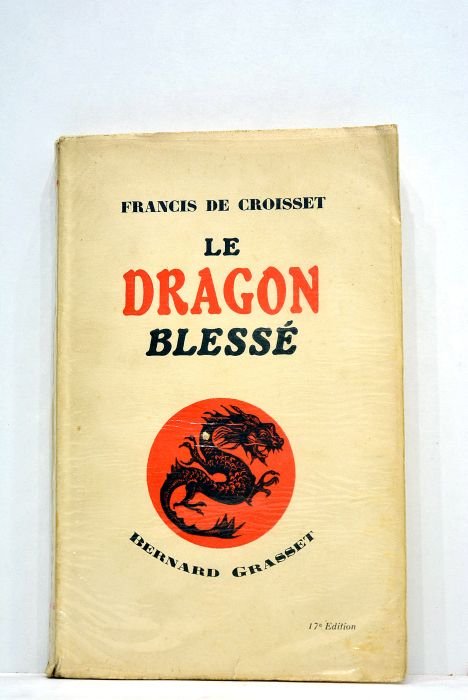 FRANCIS DE CROISSET
LE
DRAGON
BLESSÉ
BERNARD GRASSET
17e Edition